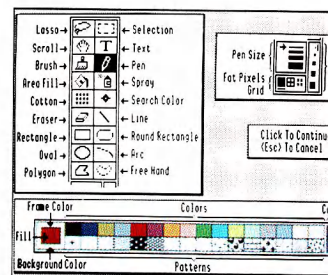 Lasso Selection
Scroll T Text
Brush Pen
Area Fill Spray
Cotton Search Color
Eraser Line
Rectangle Round Rectangle
Oval Arc
Polygon Free Hand
Pen Size
Fat Pixels
Grid
Click To Continu
(Esc) To Cancel
Frame Color Colors
Fill
Background Color Patterns